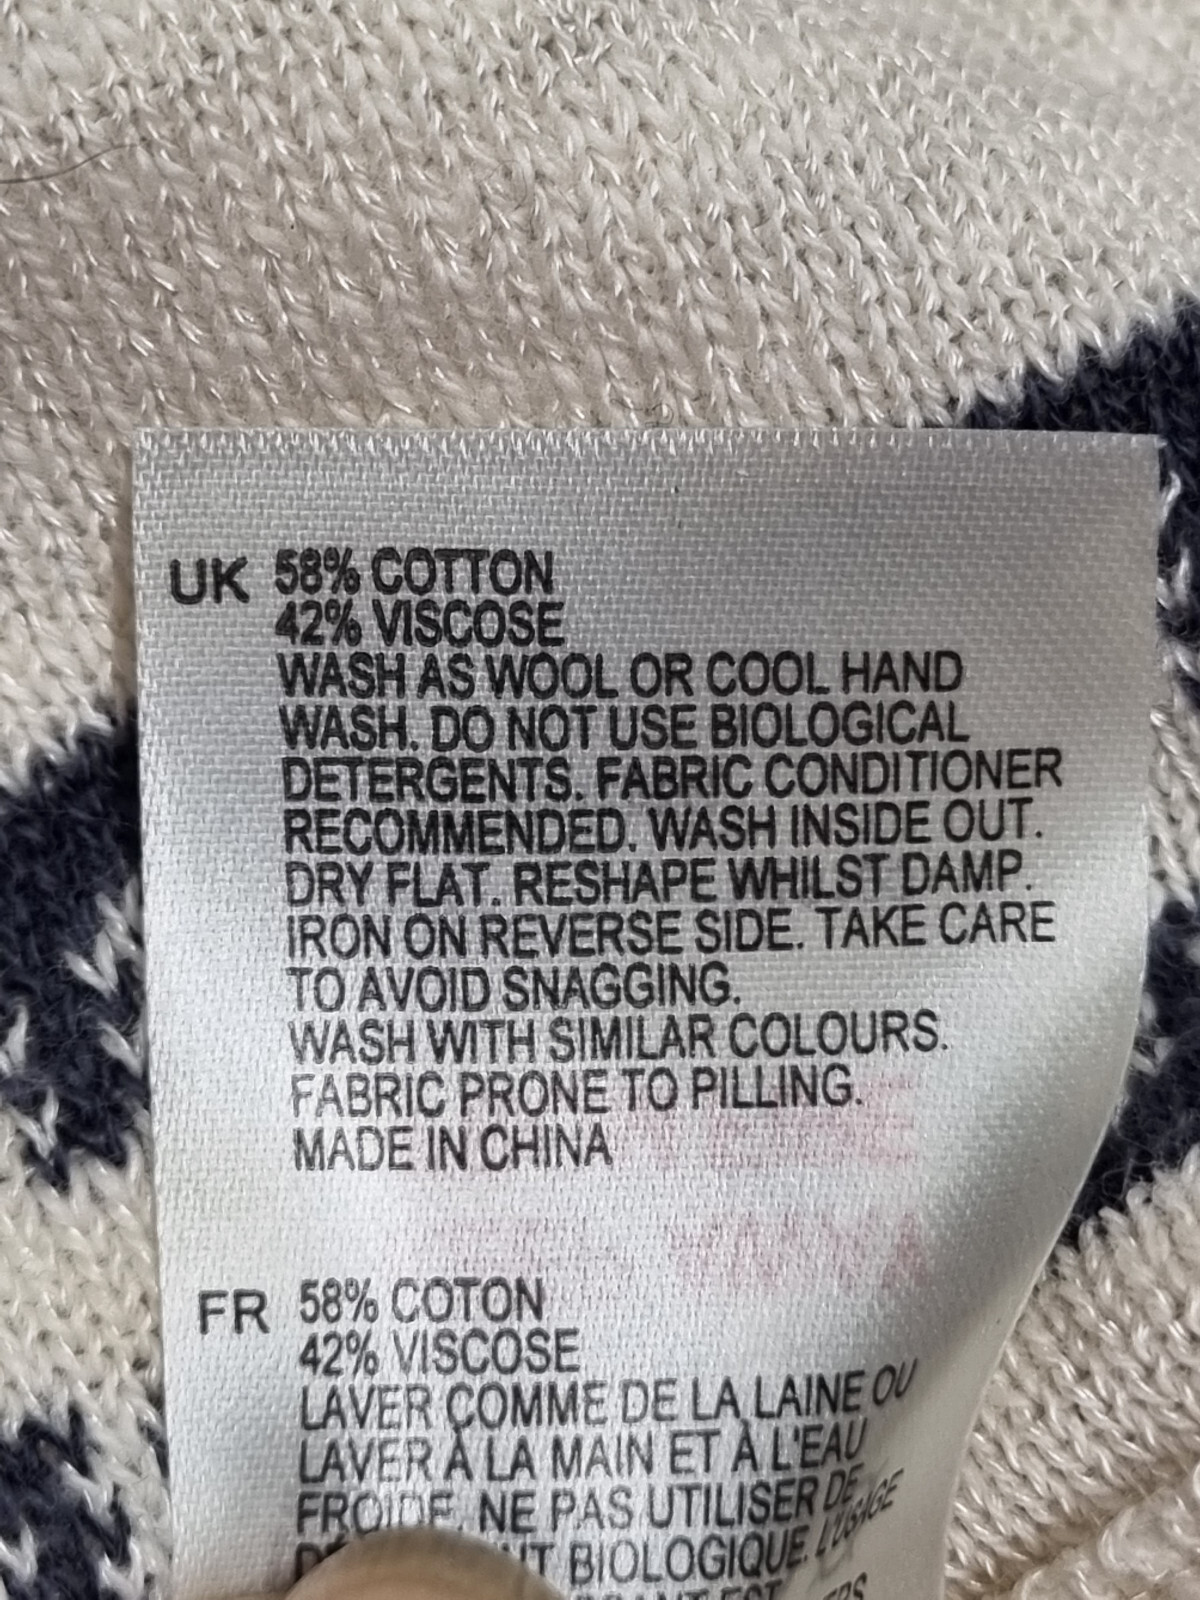 UK 58% COTTON
42% VISCOSE
WASH AS WOOL OR COOL HAND
WASH. DO NOT USE BIOLOGICAL
DETERGENTS. FABRIC CONDITIONER
RECOMMENDED. WASH INSIDE OUT.
DRY FLAT. RESHAPE WHILST DAMP.
IRON ON REVERSE SIDE. TAKE CARE
TO AVOID SNAGGING.
WASH WITH SIMILAR COLOURS.
FABRIC PRONE TO PILLING.
MADE IN CHINA
FR 58% COTON
42% VISCOSE
LAVER COMME DE LA LAINE OU
LAVER À LA MAIN ET À L'EAU
FROIDE. NE PAS UTILISER DE
BIOLOGIQUE. L'USAGE